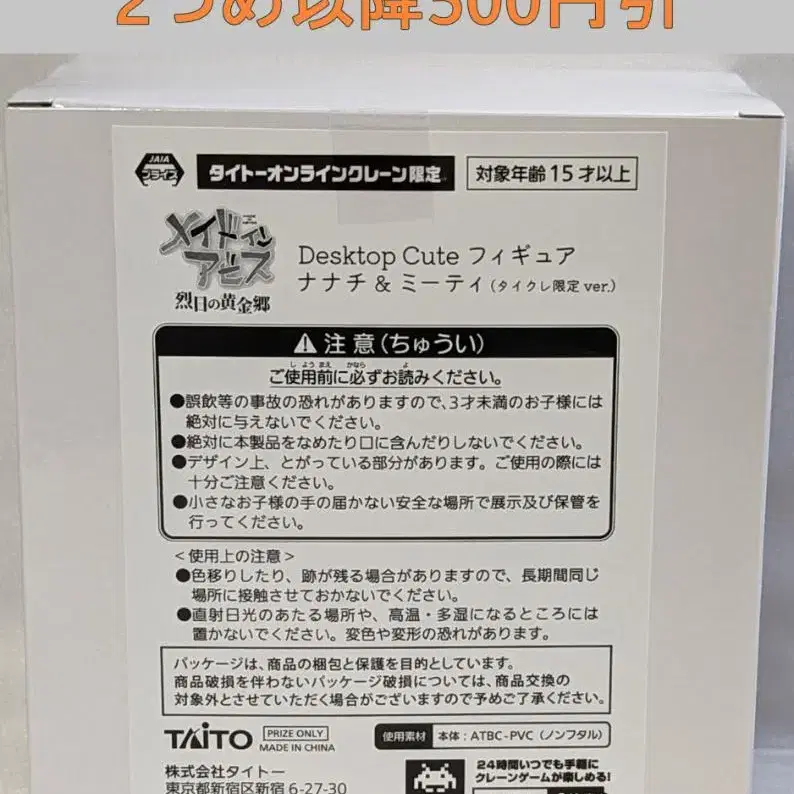 2つめ以降300円引
JAIA
プライズ
タイトーオンラインクレーン限定
対象年齢15才以上
メイドイン
アビス
烈日の黄金郷
Desktop Cute フィギュア
ナナチ & ミーティ (タイクレ限定 ver.)
注意(ちゅうい)
ご使用前に必ずお読みください。
●誤飲等の事故の恐れがありますので、3才未満のお子様には
絶対に与えないでください。
●絶対に本製品をなめたり口に含んだりしないでください。
●デザイン上、とがっている部分があります。ご使用の際には
十分ご注意ください。
●小さなお子様の手の届かない安全な場所で展示及び保管を
行ってください。
<使用上の注意>
●色移りしたり、跡が残る場合がありますので、長期間同じ
場所に接触させておかないでください。
●直射日光のあたる場所や、高温・多湿になるところには
置かないでください。変色や変形の恐れがあります。
パッケージは、商品の梱包と保護を目的としています。
商品破損を伴わないパッケージ破損については、商品交換の
対象外とさせていただく場合がございますので予めご了承ください。
TAITO
PRIZE ONLY
MADE IN CHINA
使用素材 本体:ATBC-PVC (ノンフタル)
株式会社タイトー
東京都新宿区新宿 6-27-30
24時間いつでも手軽に
クレーンゲームが楽しめる!